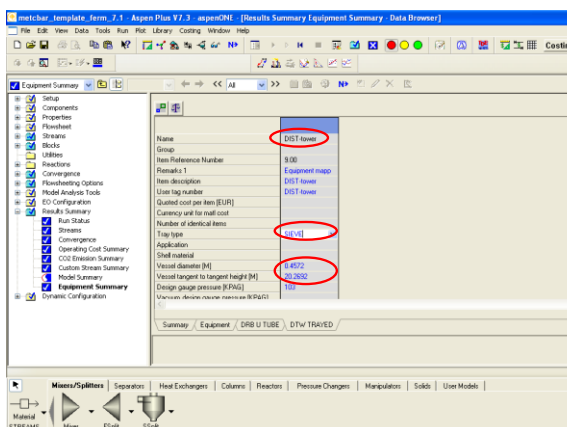 metcbar_template_ferm_7.1 - Aspen Plus V7.3 - aspenONE - [Results Summary Equipment Summary - Data Browser]
File Edit View Data Tools Run Plot Library Costing Window Help
Costin
Equipment Summary
<< All >>
Setup
Components
Properties
Flowsheet
Streams
Blocks
Utilities
Reactions
Convergence
Flowsheeting Options
Model Analysis Tools
EO Configuration
Results Summary
Run Status
Streams
Convergence
Operating Cost Summary
CO2 Emission Summary
Custom Stream Summary
Model Summary
Equipment Summary
Dynamic Configuration
Name DIST-tower
Group
Item Reference Number 9.00
Remarks 1 Equipment mapp
Item description DIST-tower
User tag number DIST-tower
Quoted cost per item [EUR]
Currency unit for matl cost
Number of identical items
Tray type SIEVE
Application
Shell material
Vessel diameter [M] 0.4572
Vessel tangent to tangent height [M] 20.2692
Design gauge pressure [KPAG] 103
Vacuum design gauge pressure [KPAG]
Summary Equipment DRB U TUBE DTW TRAYED
Mixers/Splitters Separators Heat Exchangers Columns Reactors Pressure Changers Manipulators Solids User Models
Material
STREAMS Mixer FSplit SSplit